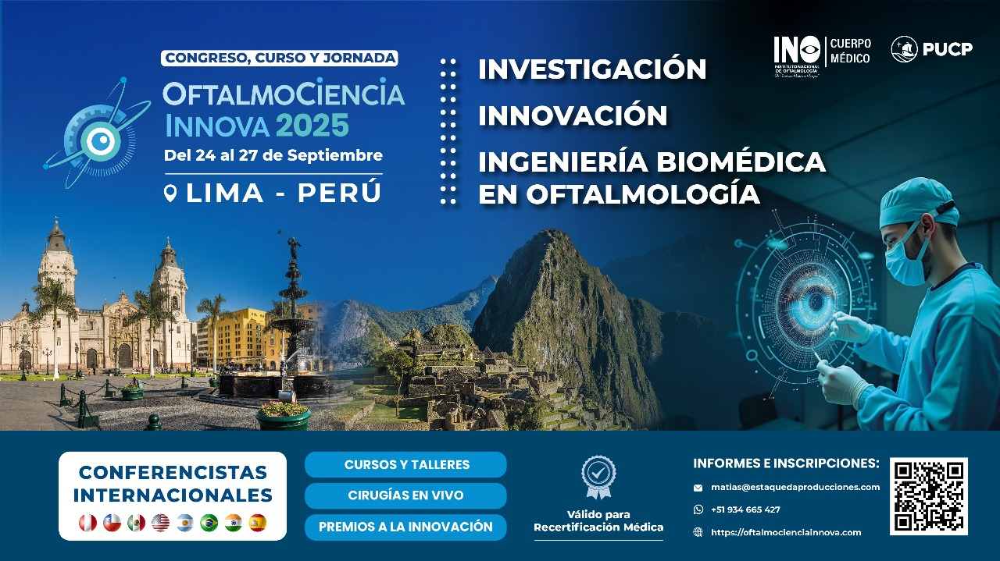 CONGRESO, CURSO Y JORNADA
OFTALMOCIENCIA
INNOVA 2025
Del 24 al 27 de Septiembre
LIMA - PERÚ
INVESTIGACIÓN
INNOVACIÓN
INGENIERÍA BIOMÉDICA
EN OFTALMOLOGÍA
INO
INSTITUTO NACIONAL
DE OFTALMOLOGÍA
CUERPO
MÉDICO
PUCP
CONFERENCISTAS
INTERNACIONALES
CURSOS Y TALLERES
CIRUGÍAS EN VIVO
PREMIOS A LA INNOVACIÓN
Válido para
Recertificación Médica
INFORMES E INSCRIPCIONES:
matias@estaquedaproducciones.com
+51 934 665 427
https://oftalmocienciainnova.com